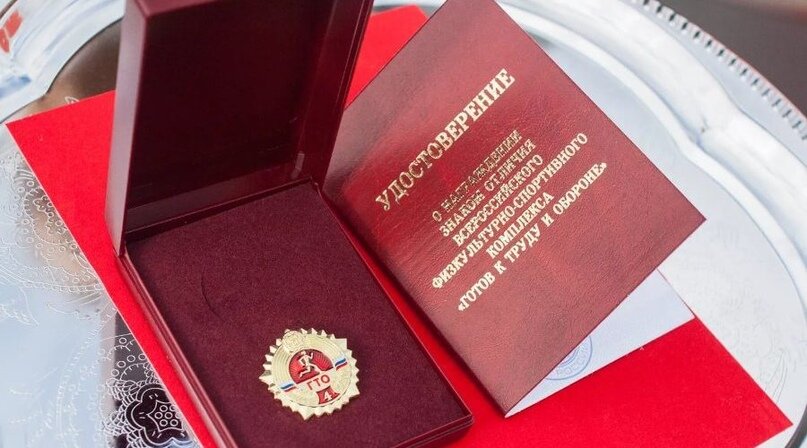 УДОСТОВЕРЕНИЕ
О НАГРАЖДЕНИИ
ЗНАКОМ ОТЛИЧИЯ
ВСЕРОССИЙСКОГО
ФИЗКУЛЬТУРНО-СПОРТИВНОГО
КОМПЛЕКСА
«ГОТОВ К ТРУДУ И ОБОРОНЕ»
ГТО
4